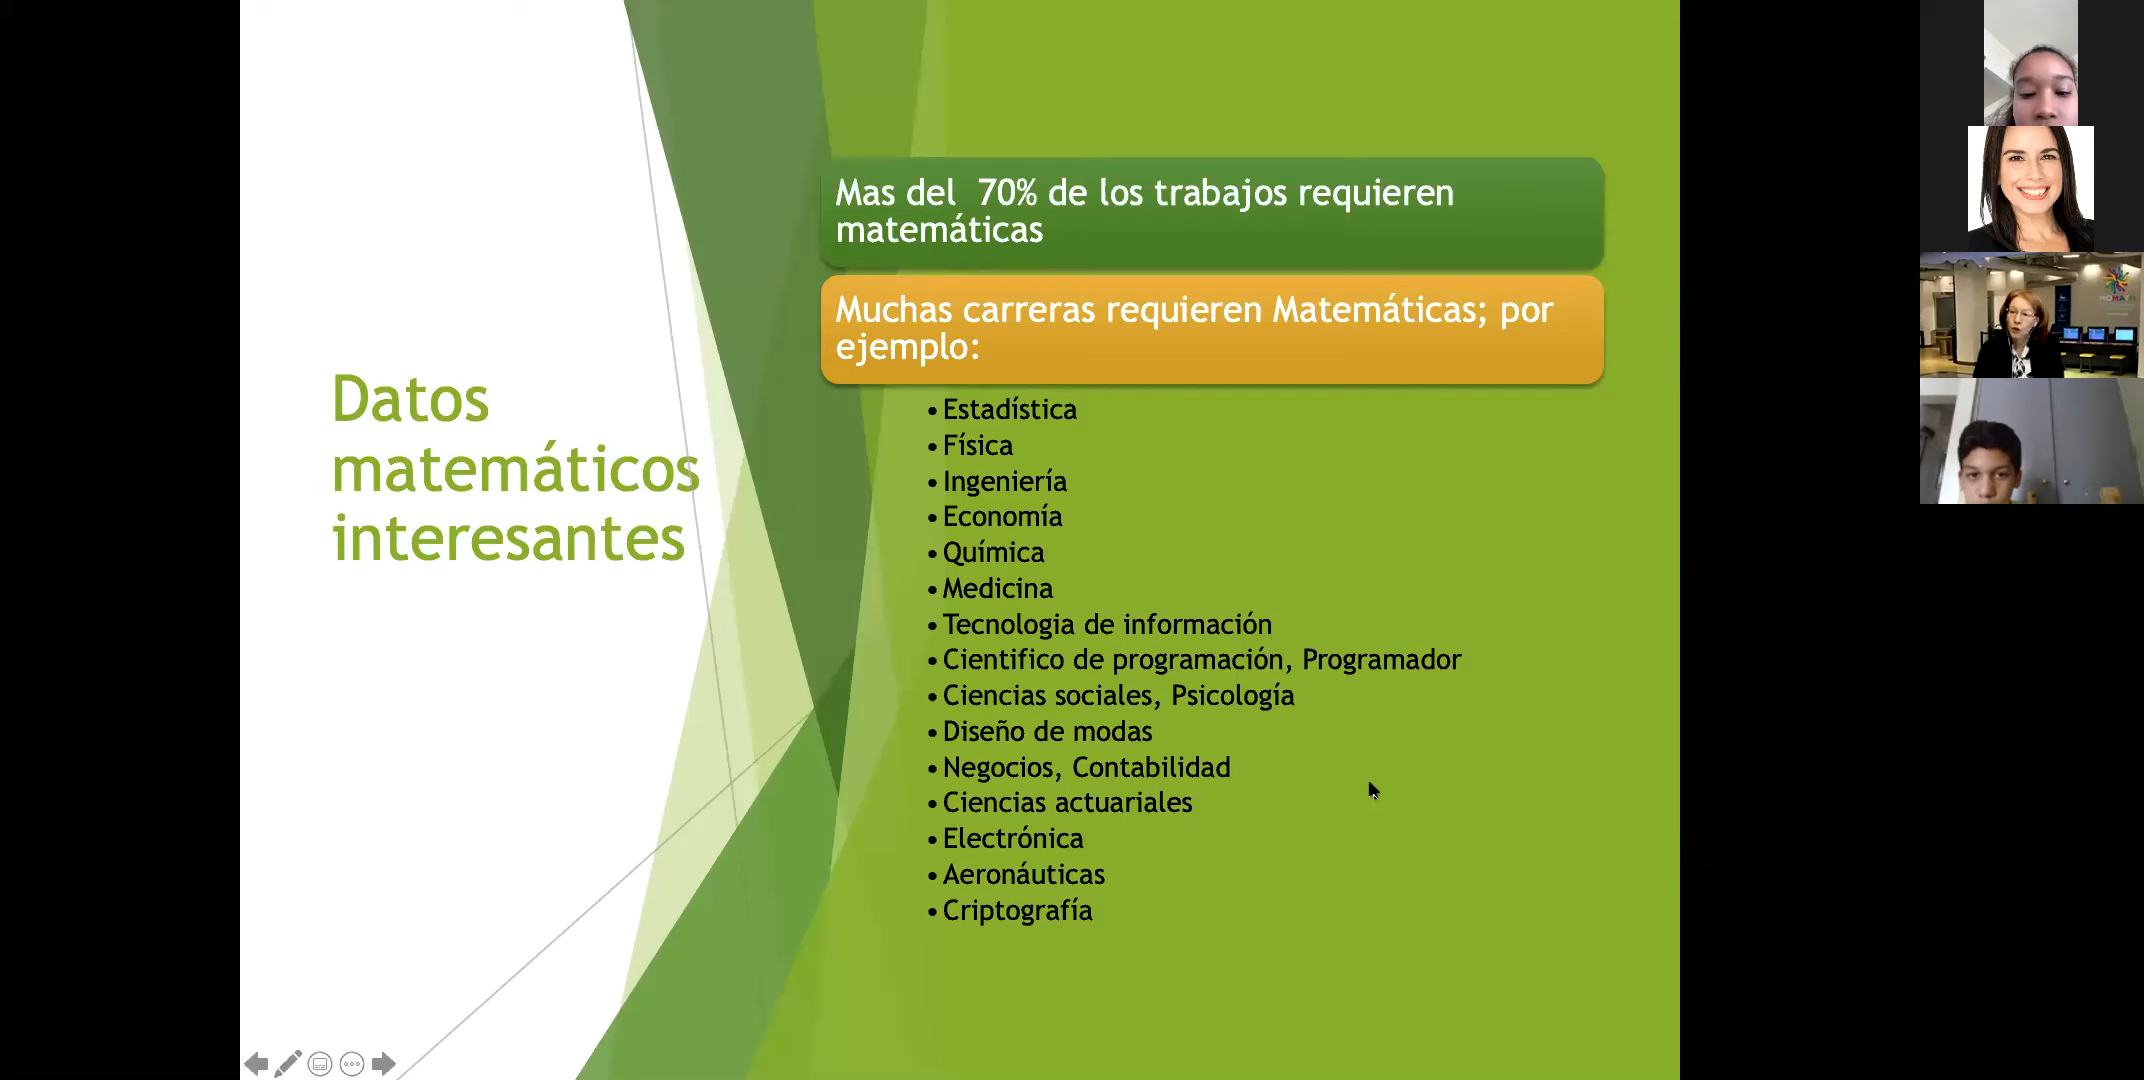 Datos
matemáticos
interesantes
Mas del 70% de los trabajos requieren
matemáticas
Muchas carreras requieren Matemáticas; por
ejemplo:
• Estadística
• Física
• Ingeniería
• Economía
• Química
• Medicina
• Tecnologia de información
• Cientifico de programación, Programador
• Ciencias sociales, Psicología
• Diseño de modas
• Negocios, Contabilidad
• Ciencias actuariales
• Electrónica
• Aeronáuticas
• Criptografía